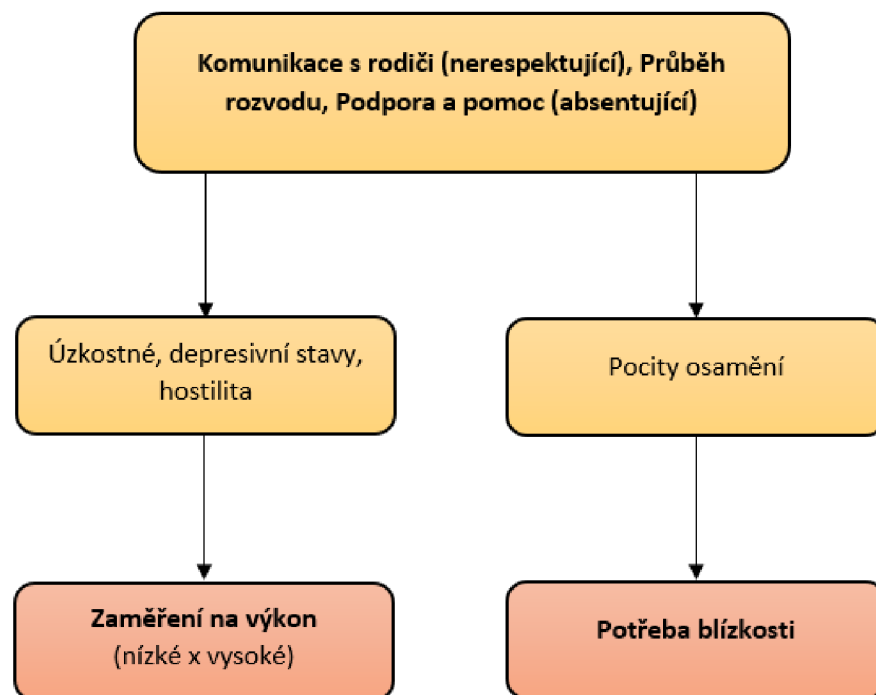 Komunikace s rodiči (nerespektující), Průběh
rozvodu, Podpora a pomoc (absentující)
Úzkostné, depresivní stavy,
hostilita
Pocity osamění
Zaměření na výkon
(nízké x vysoké)
Potřeba blízkosti